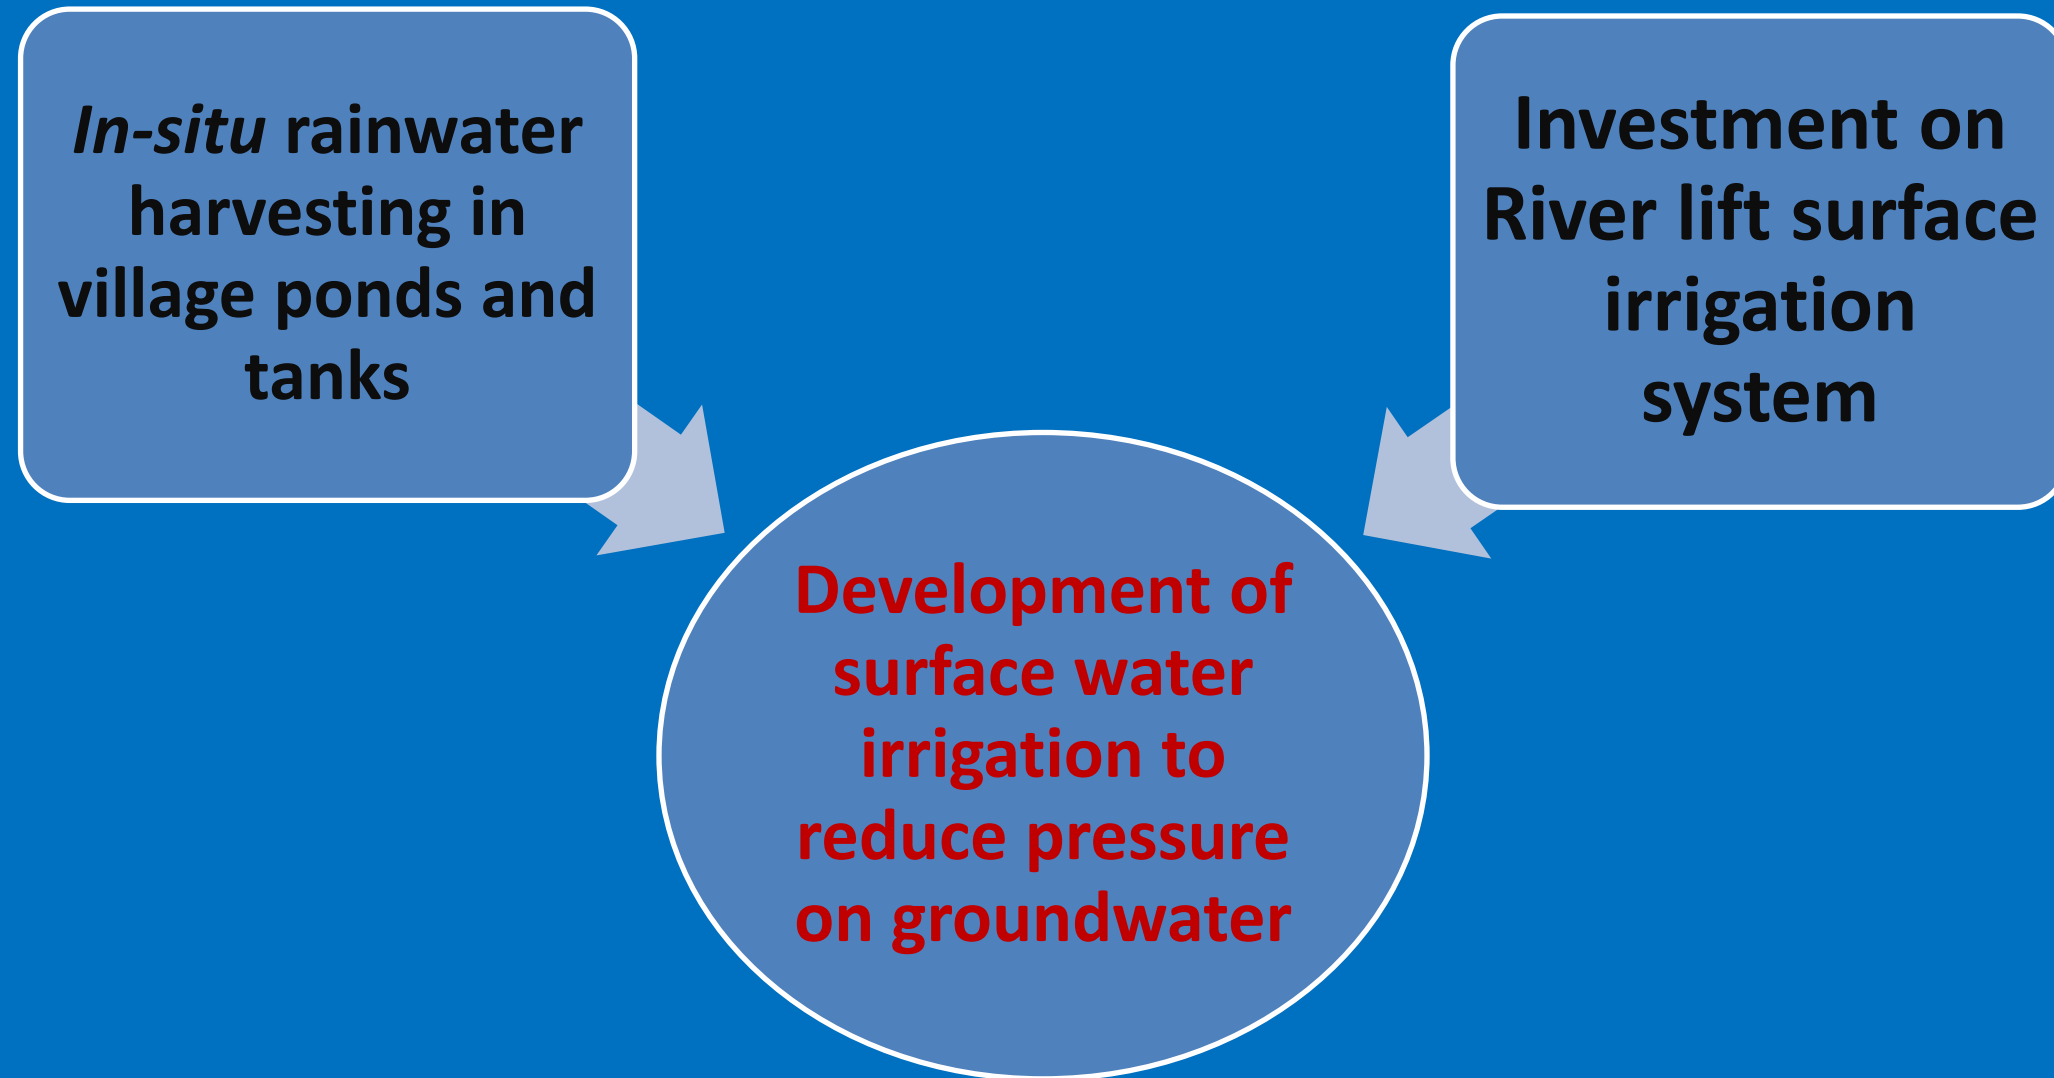 In-situ rainwater
harvesting in
village ponds and
tanks
Investment on
River lift surface
irrigation
system
Development of
surface water
irrigation to
reduce pressure
on groundwater